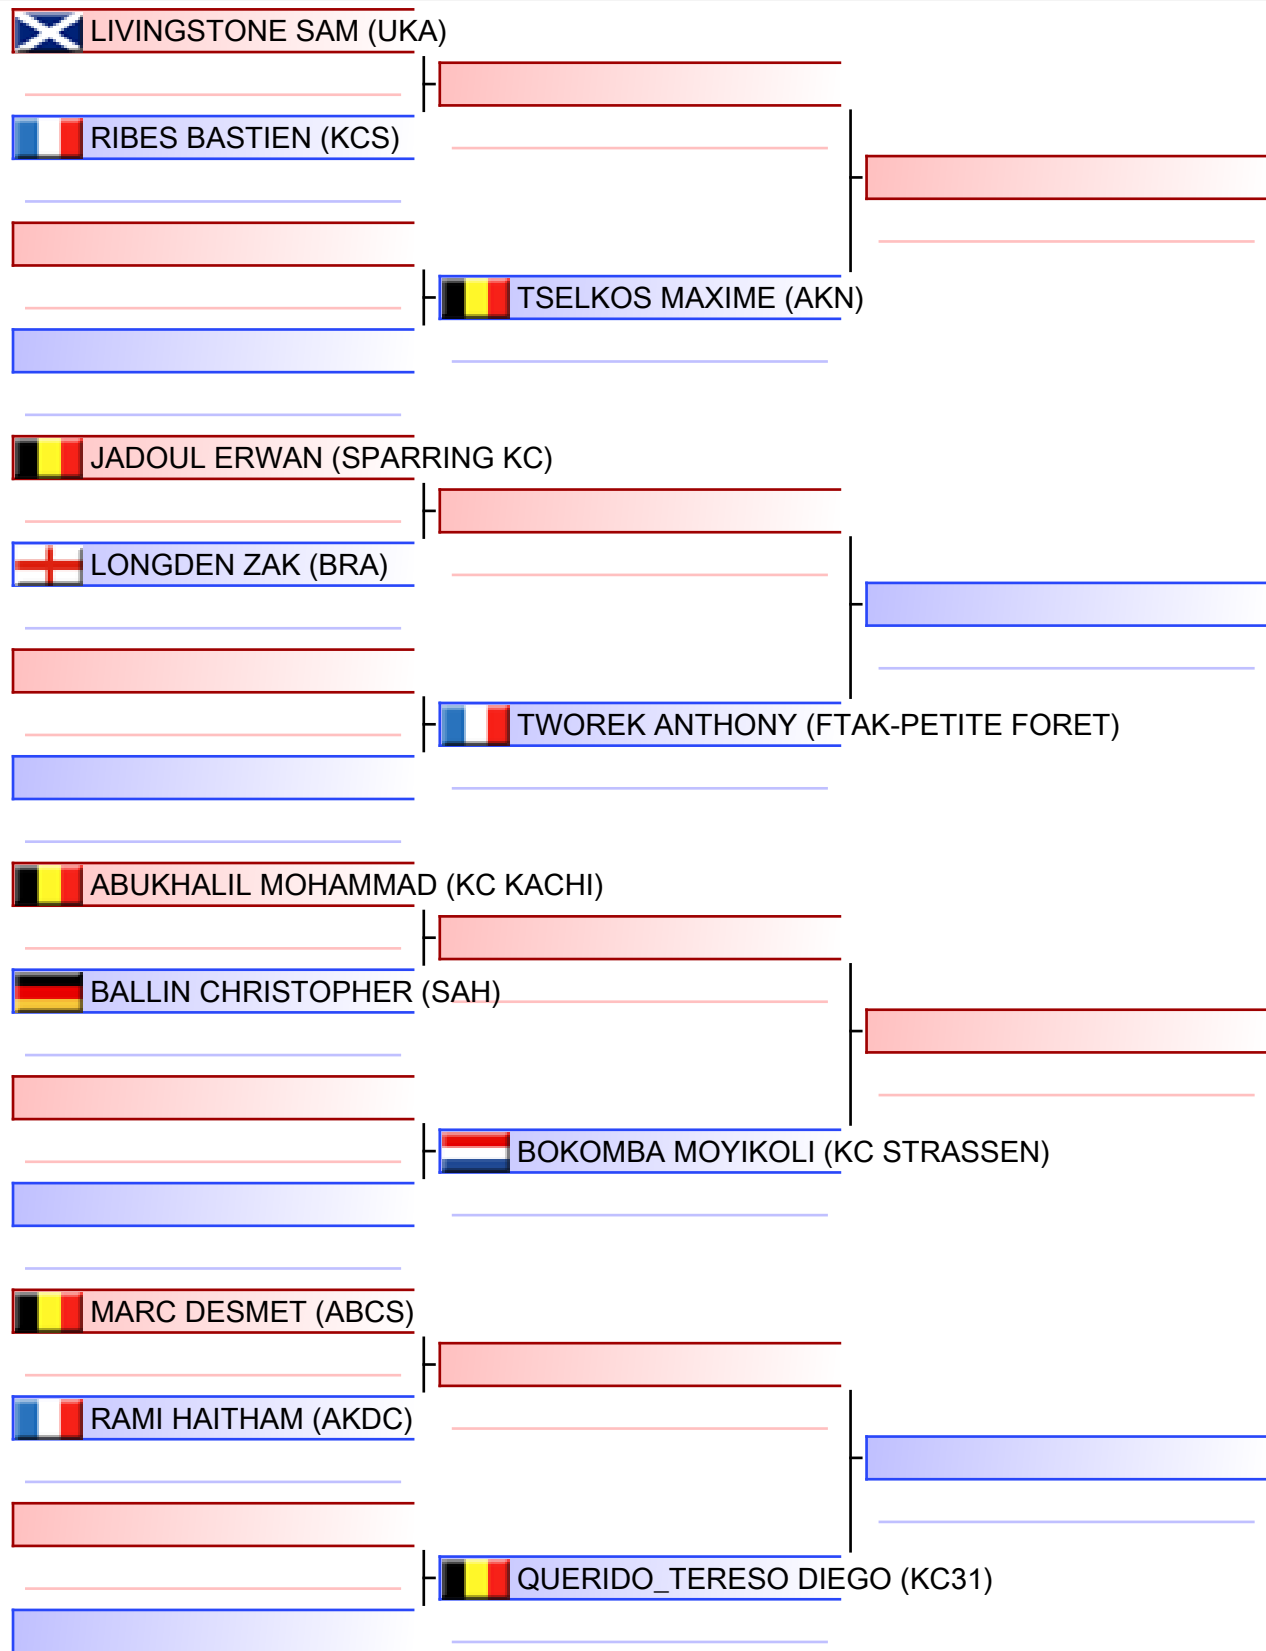 LIVINGSTONE SAM (UKA)
RIBES BASTIEN (KCS)
TSELKOS MAXIME (AKN)
JADOUL ERWAN (SPARRING KC)
LONGDEN ZAK (BRA)
TWOREK ANTHONY (FTAK-PETITE FORET)
ABUKHALIL MOHAMMAD (KC KACHI)
BALLIN CHRISTOPHER (SAH)
BOKOMBA MOYIKOLI (KC STRASSEN)
MARC DESMET (ABCS)
RAMI HAITHAM (AKDC)
QUERIDO_TERESO DIEGO (KC31)